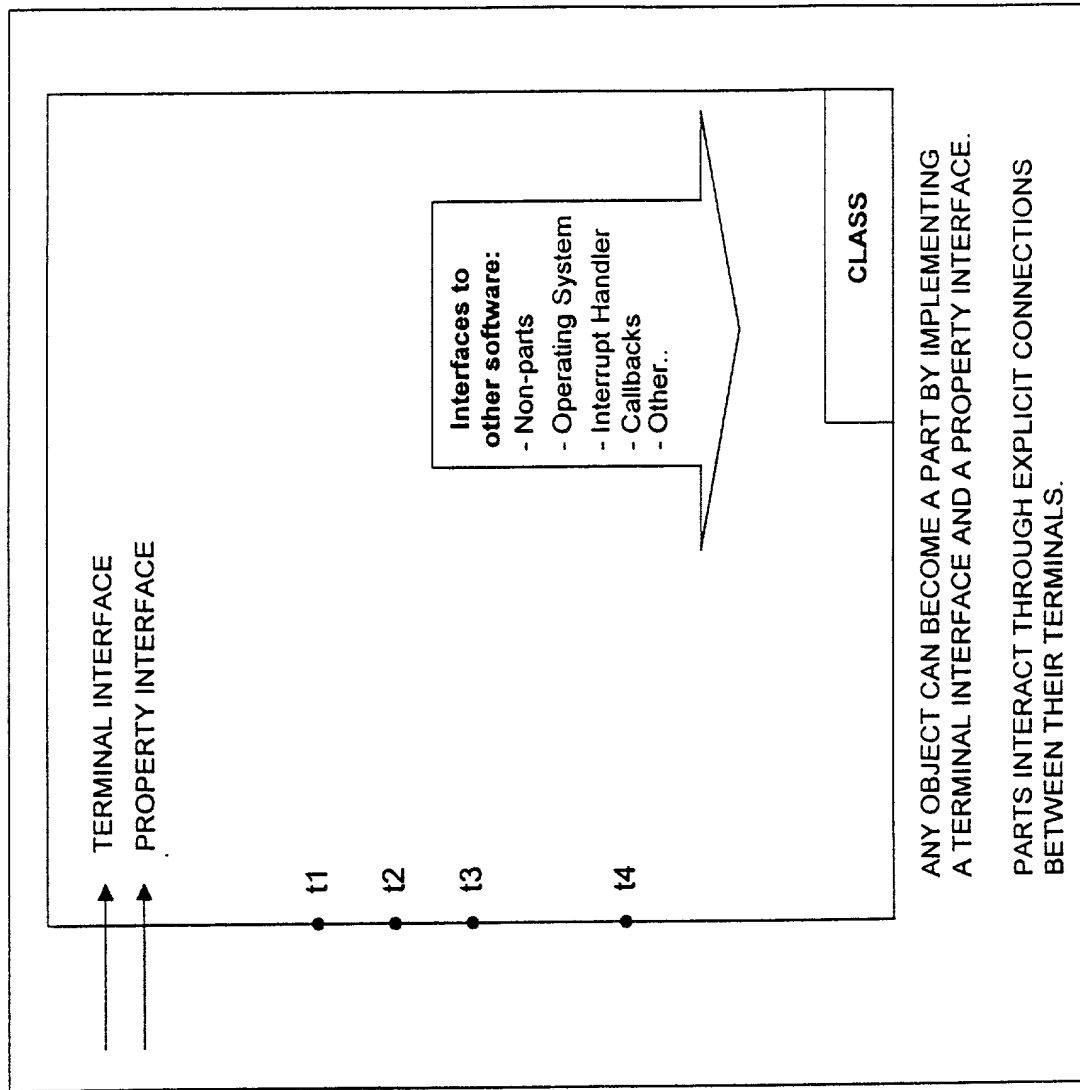 TERMINAL INTERFACE
PROPERTY INTERFACE
t1
t2
t3
t4
Interfaces to
other software:
- Non-parts
- Operating System
- Interrupt Handler
- Callbacks
- Other..
CLASS
ANY OBJECT CAN BECOME A PART BY IMPLEMENTING
A TERMINAL INTERFACE AND A PROPERTY INTERFACE.
PARTS INTERACT THROUGH EXPLICIT CONNECTIONS
BETWEEN THEIR TERMINALS.